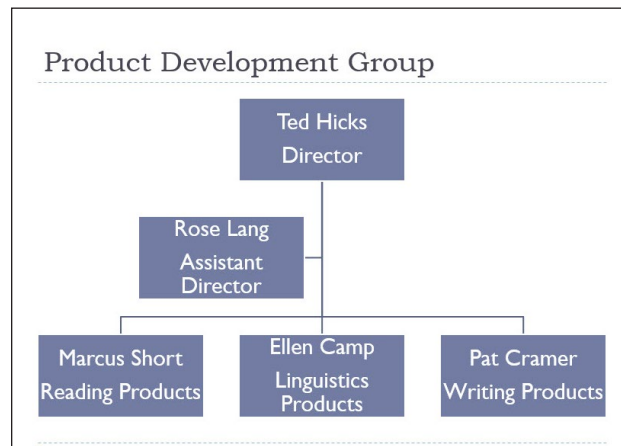 Product Development Group
Ted Hicks
Director
Rose Lang
Assistant
Director
Marcus Short
Reading Products
Ellen Camp
Linguistics
Products
Pat Cramer
Writing Products